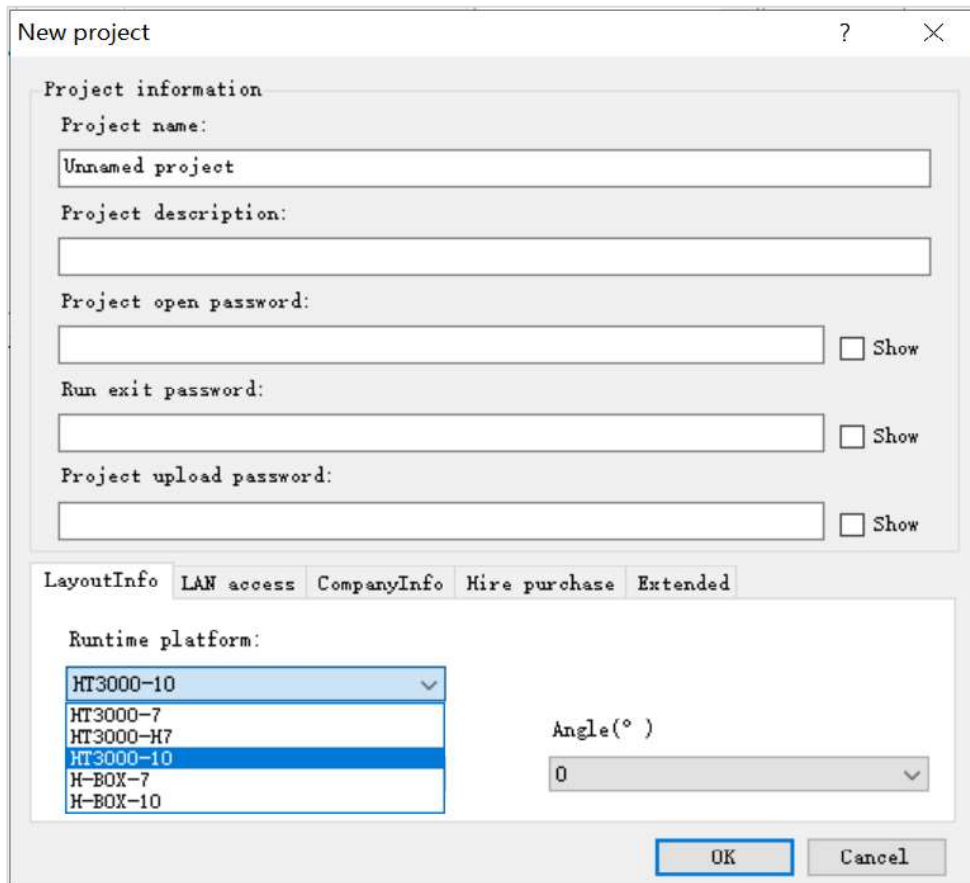 New project
?
Project information
Project name:
Unnamed project
Project description:
Project open password:
Show
Run exit password:
Show
Project upload password:
Show
LayoutInfo LAN access CompanyInfo Hire purchase Extended
Runtime platform:
HT3000-10
HT3000-7
HT3000-H7
HT3000-10
H-BOX-7
H-BOX-10
Angle(° )
0
OK Cancel